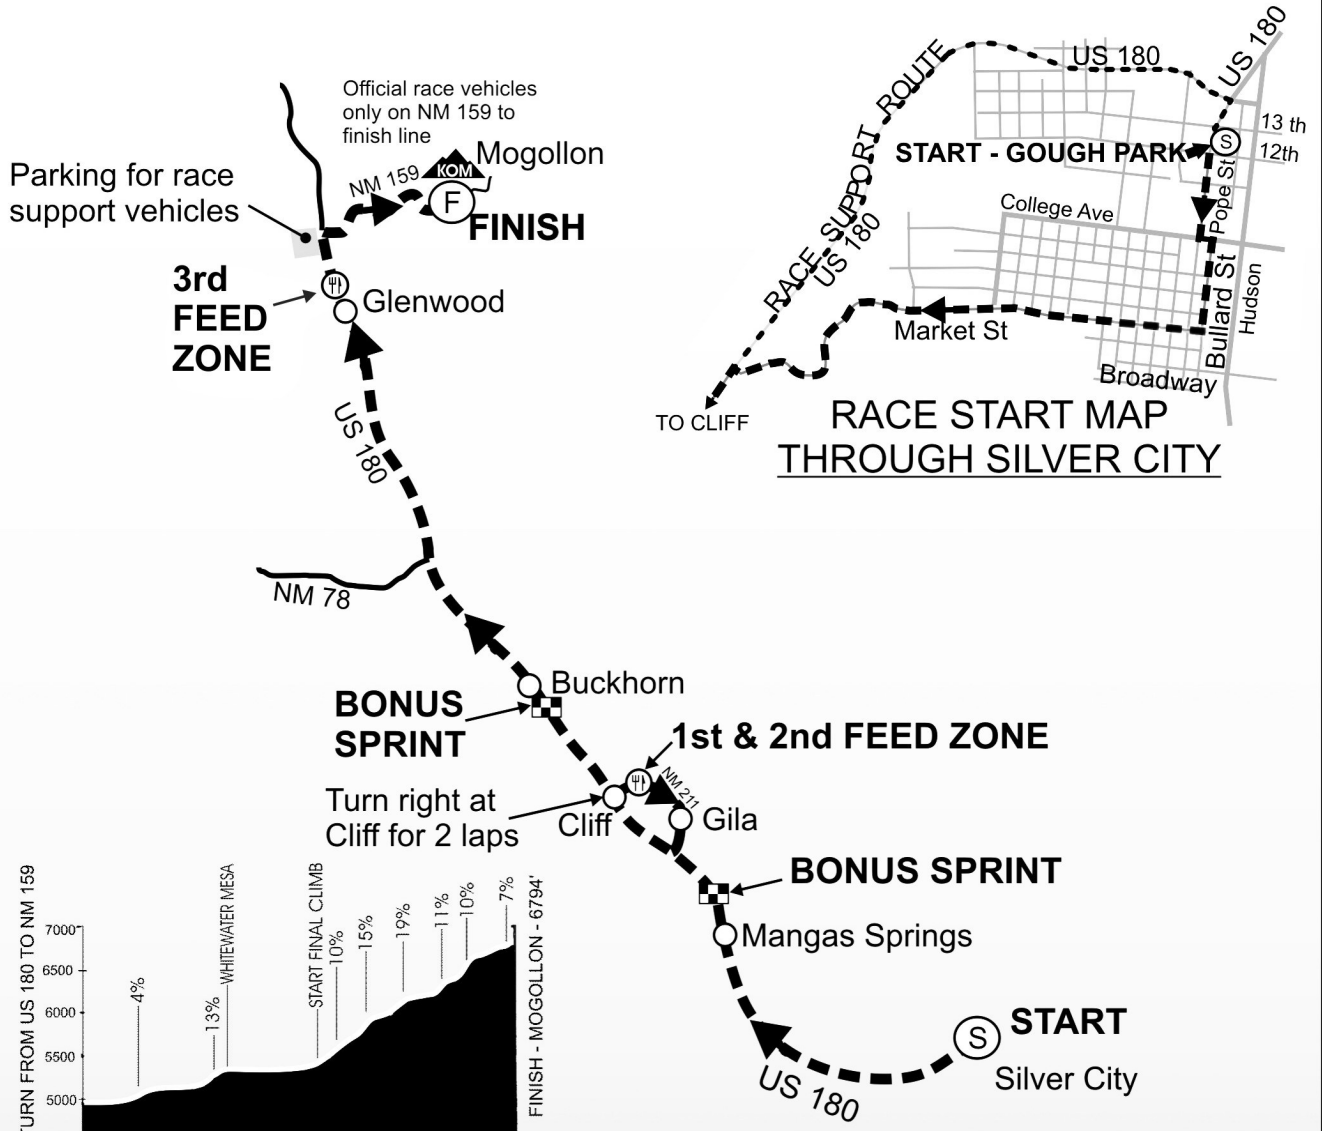 Official race vehicles
only on NM 159 to
finish line
Parking for race
support vehicles
NM 159
KOM
Mogollon
F
FINISH
3rd
FEED
ZONE
Glenwood
US 180
NM 78
Buckhorn
BONUS
SPRINT
1st & 2nd FEED ZONE
NM 211
Turn right at
Cliff for 2 laps
Cliff
Gila
BONUS SPRINT
Mangas Springs
S
START
Silver City
US 180
RACE SUPPORT ROUTE
US 180
US 180
US 180
13 th
12th
START - GOUGH PARK
S
Pope St
College Ave
Bullard St
Hudson
Market St
Broadway
TO CLIFF
RACE START MAP
THROUGH SILVER CITY
TURN FROM US 180 TO NM 159
7000
6500
6000
5500
5000
4%
13%
WHITEWATER MESA
START FINAL CLIMB
10%
15%
19%
11%
10%
7%
FINISH - MOGOLLON - 6794'